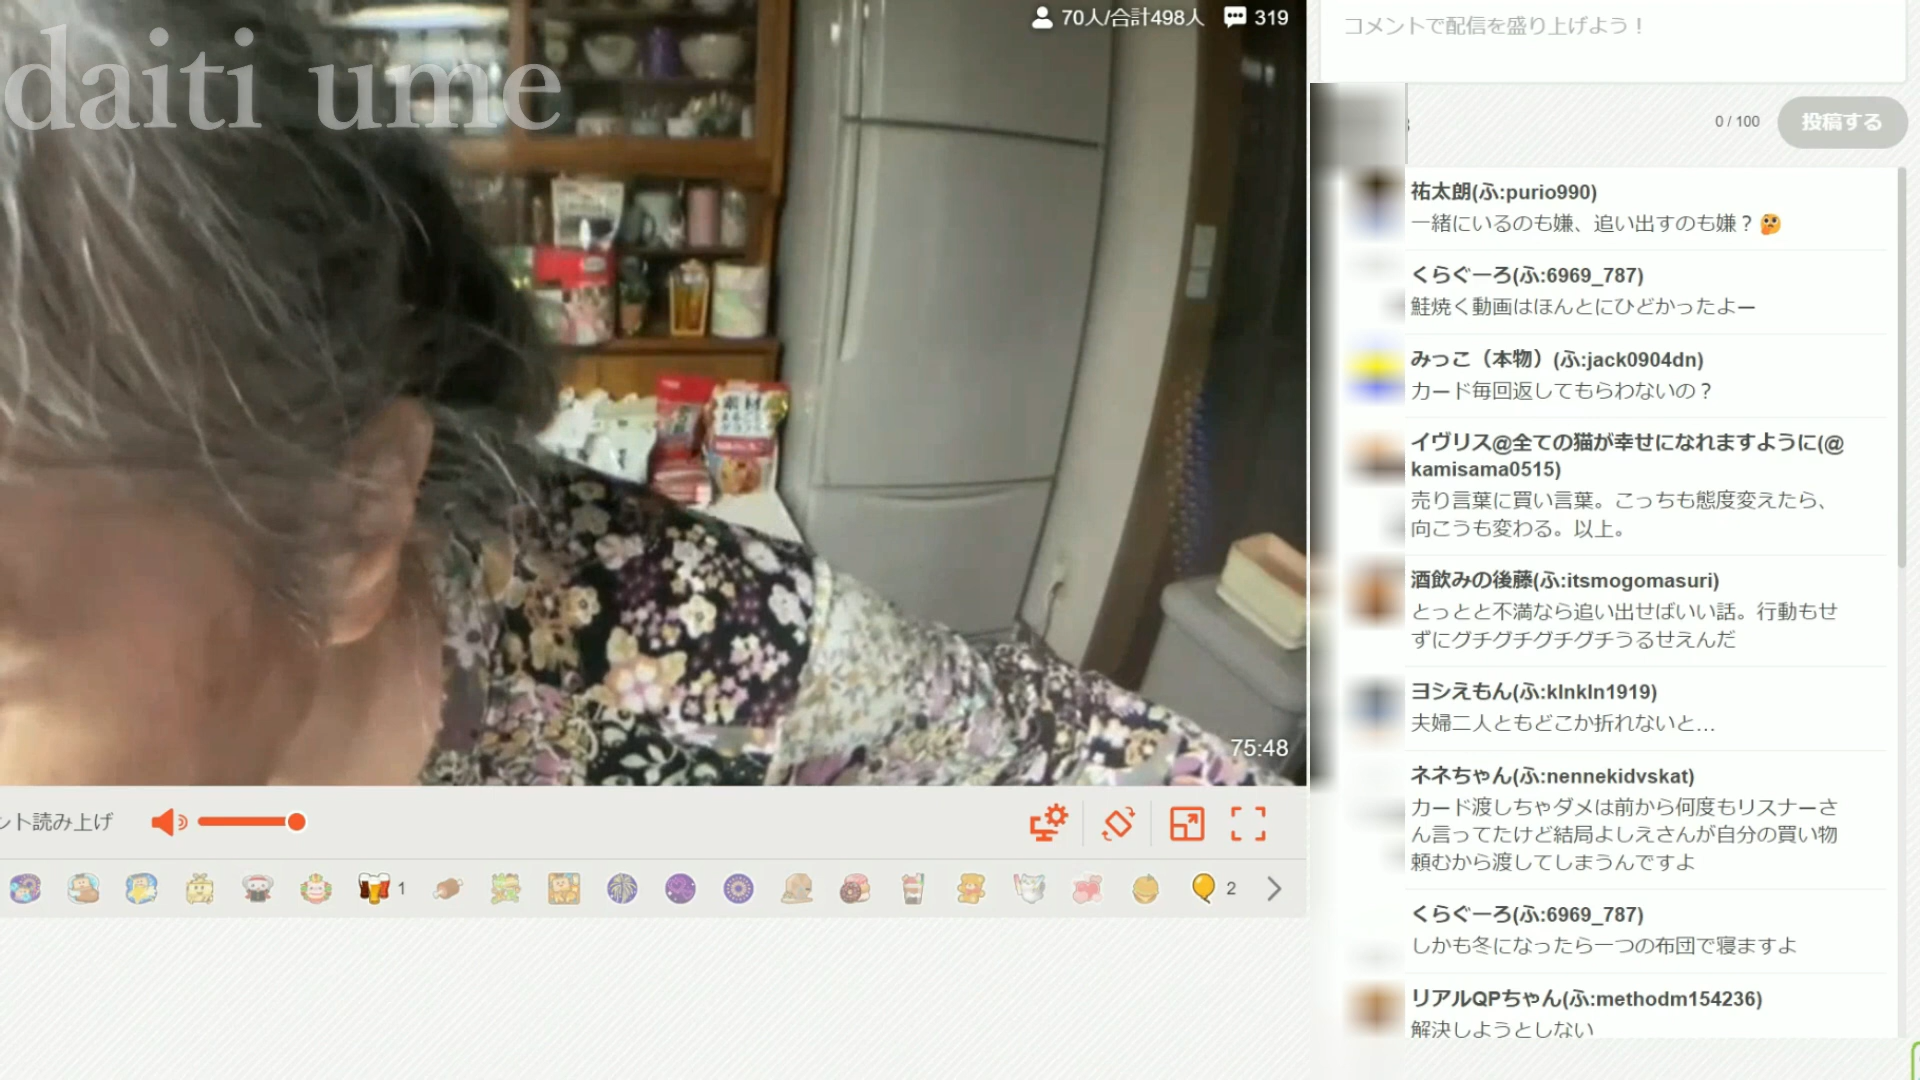 daiti ume
70人/合計498人 319
75:48
ント読み上げ
1
2
コメントで配信を盛り上げよう！
0 / 100 投稿する
祐太朗(ふ:purio990)
一緒にいるのも嫌、追い出すのも嫌？🤔
くらぐーろ(ふ:6969_787)
鮭焼く動画はほんとにひどかったよー
みっこ（本物）(ふ:jack0904dn)
カード毎回返してもらわないの？
イヴリス@全ての猫が幸せになれますように(@
kamisama0515)
売り言葉に買い言葉。こっちも態度変えたら、
向こうも変わる。以上。
酒飲みの後藤(ふ:itsmogomasuri)
とっとと不満なら追い出せばいい話。行動もせ
ずにグチグチグチグチうるせえんだ
ヨシえもん(ふ:klnkln1919)
夫婦二人ともどこか折れないと…
ネネちゃん(ふ:nennekidvskat)
カード渡しちゃダメは前から何度もリスナーさ
ん言ってたけど結局よしえさんが自分の買い物
頼むから渡してしまうんですよ
くらぐーろ(ふ:6969_787)
しかも冬になったら一つの布団で寝ますよ
リアルQPちゃん(ふ:methodm154236)
解決しようとしない
素材